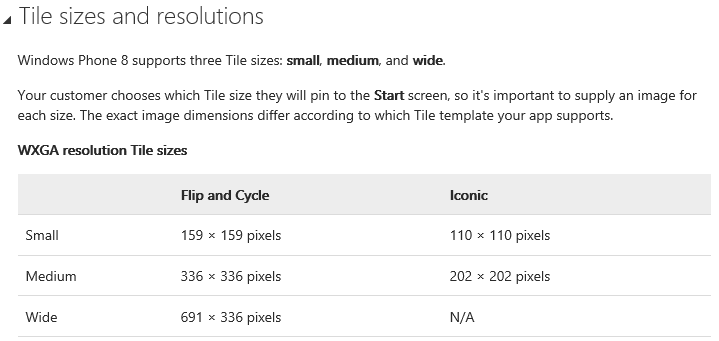 Tile sizes and resolutions
Windows Phone 8 supports three Tile sizes: small, medium, and wide.
Your customer chooses which Tile size they will pin to the Start screen, so it's important to supply an image for
each size. The exact image dimensions differ according to which Tile template your app supports.
WXGA resolution Tile sizes
Flip and Cycle Iconic
Small 159 × 159 pixels 110 × 110 pixels
Medium 336 × 336 pixels 202 × 202 pixels
Wide 691 × 336 pixels N/A